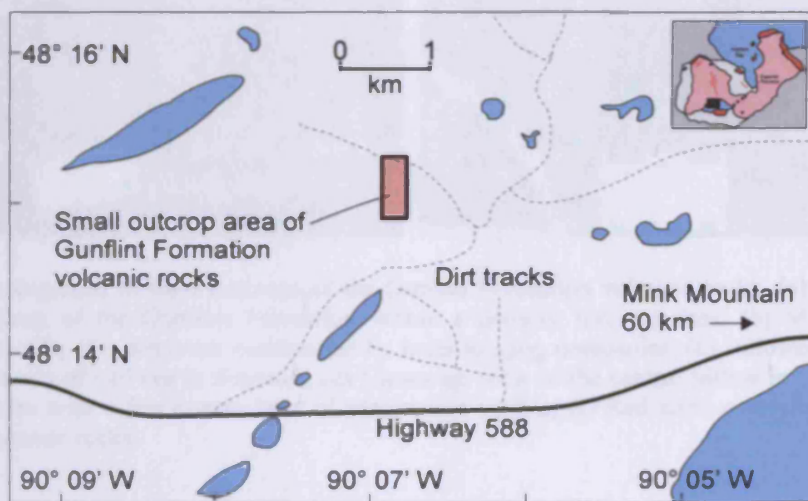 48° 16' N
0 1
km
Small outcrop area of
Gunflint Formation
volcanic rocks
Dirt tracks
Mink Mountain
60 km
48° 14' N
Highway 588
90° 09' W
90° 07' W
90° 05' W